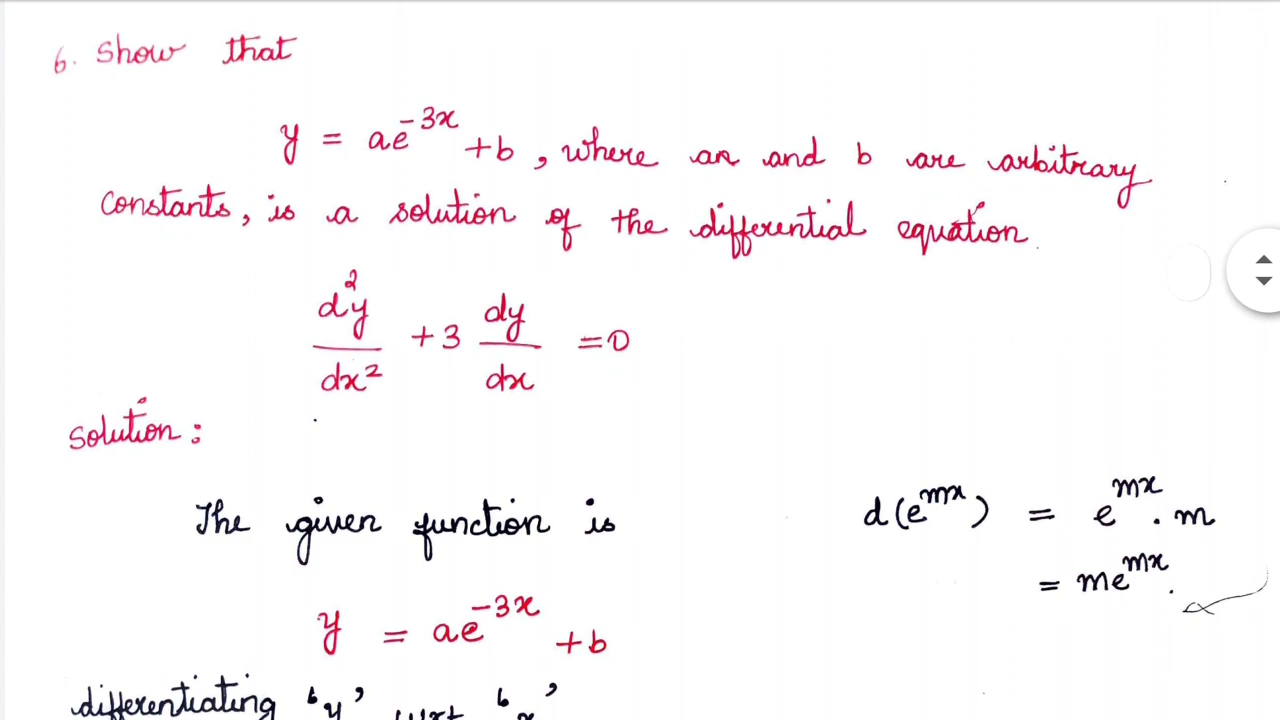 6. Show that
y = ae^{-3x} + b, where an and b are arbitrary
constants, is a solution of the differential equation.
d²y/dx² + 3 dy/dx = 0
Solution:
The given function is
d(e^{mx}) = e^{mx} . m
= me^{mx}.
y = ae^{-3x} + b
differentiating 'y' w.r.t 'x'